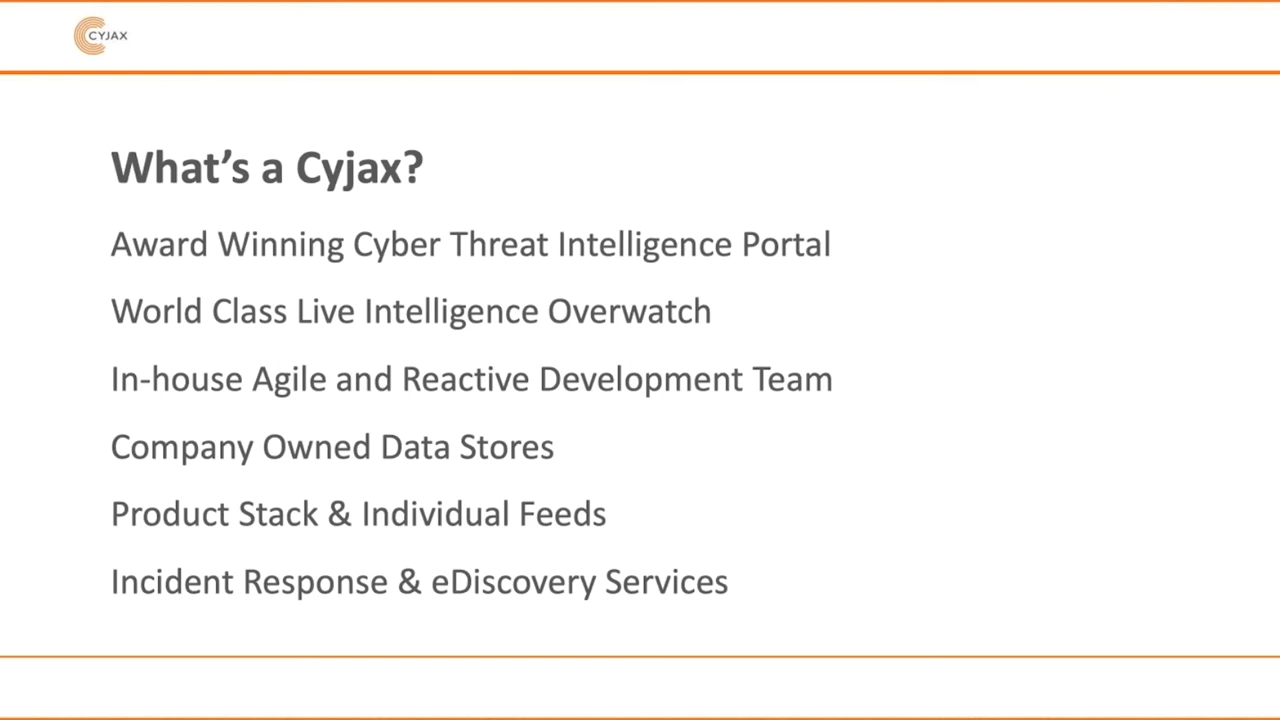 CYJAX
What's a Cyjax?
Award Winning Cyber Threat Intelligence Portal
World Class Live Intelligence Overwatch
In-house Agile and Reactive Development Team
Company Owned Data Stores
Product Stack & Individual Feeds
Incident Response & eDiscovery Services